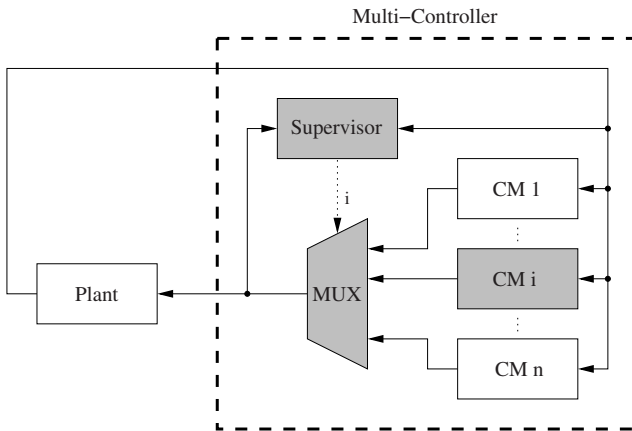 Multi−Controller
Supervisor
i
CM 1
CM i
MUX
Plant
CM n